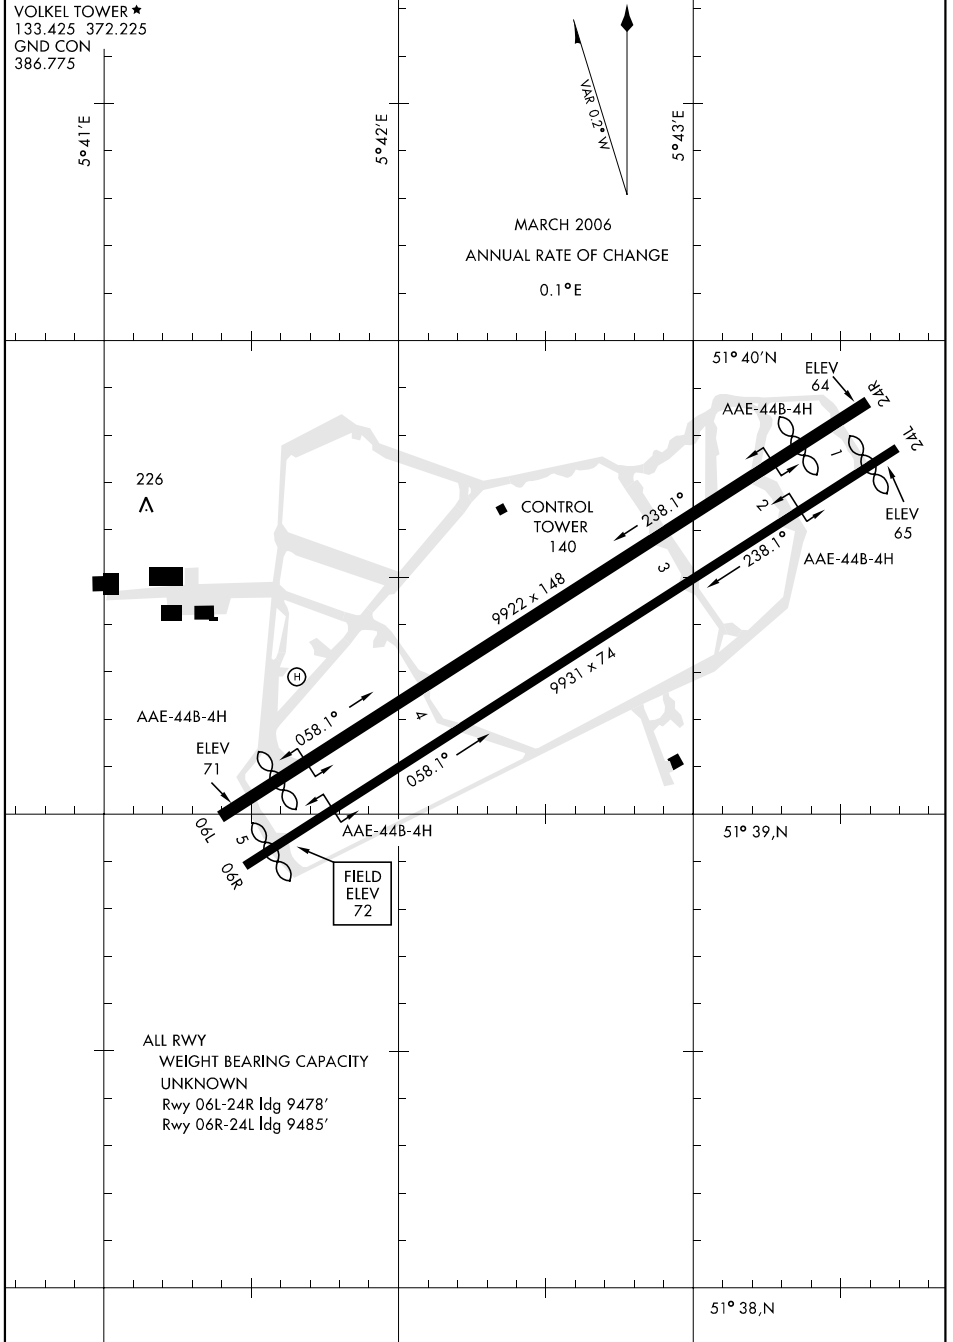 VOLKEL TOWER ★
133.425 372.225
GND CON
386.775
5°41'E
5°42'E
5°43'E
VAR 0.2° W
MARCH 2006
ANNUAL RATE OF CHANGE
0.1°E
51° 40'N
ELEV
64
24R
AAE-44B-4H
24L
1
226
CONTROL
TOWER
140
238.1°
2
ELEV
65
238.1°
AAE-44B-4H
3
9922 x 148
9931 x 74
H
AAE-44B-4H
058.1°
4
ELEV
71
058.1°
06L
5
AAE-44B-4H
51° 39,N
06R
FIELD
ELEV
72
ALL RWY
WEIGHT BEARING CAPACITY
UNKNOWN
Rwy 06L-24R ldg 9478'
Rwy 06R-24L ldg 9485'
51° 38,N